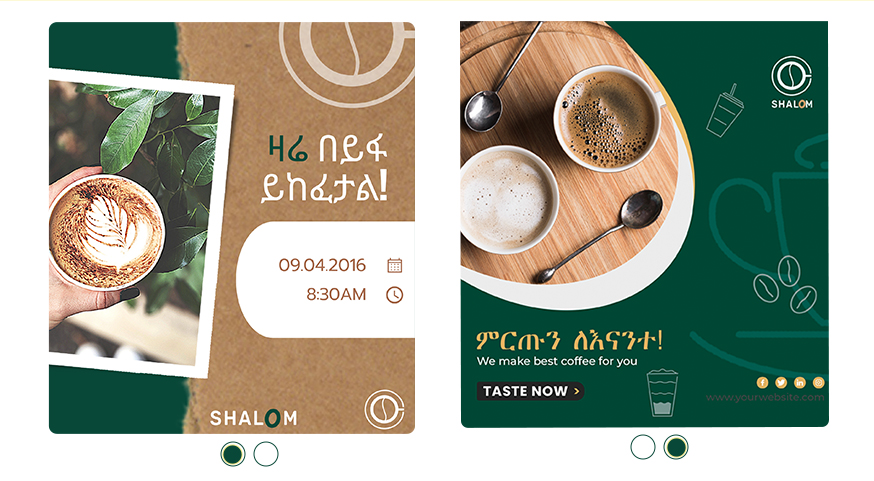 ዛሬ በይፋ
ይከፈታል!
09.04.2016
8:30AM
SHALOM
SHALOM
ምርጡን ለእናንተ!
We make best coffee for you
TASTE NOW >
www.yourwebsite.com